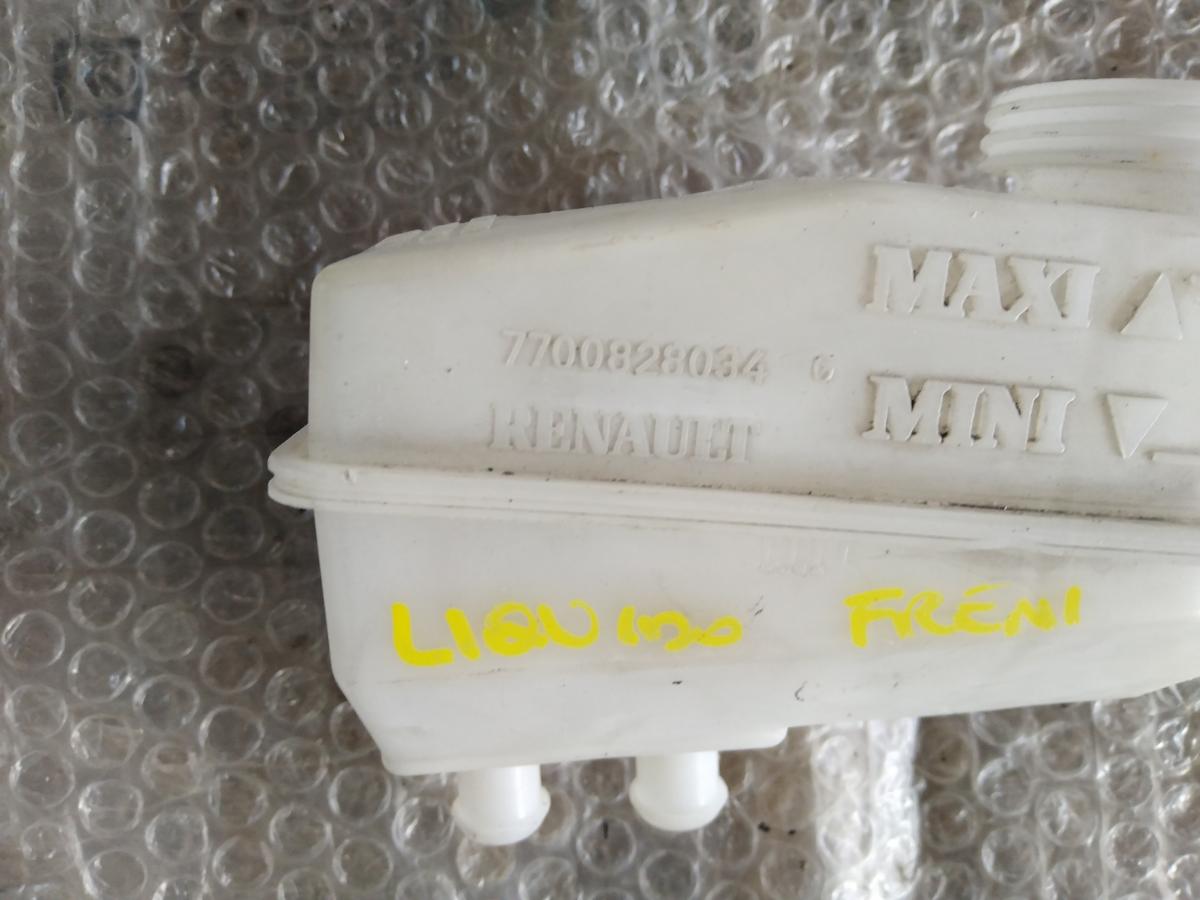 MAXI
7700828034 G
MINI
RENAULT
LIQUIDO FRENI